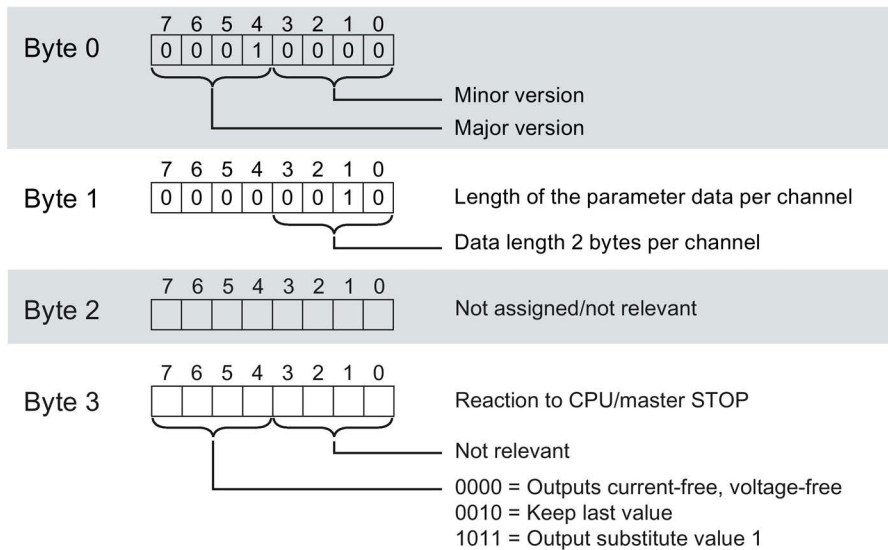 7 6 5 4 3 2 1 0
Byte 0
0 0 0 1 0 0 0 0
Minor version
Major version
7 6 5 4 3 2 1 0
Byte 1
0 0 0 0 0 0 1 0
Length of the parameter data per channel
Data length 2 bytes per channel
7 6 5 4 3 2 1 0
Byte 2
Not assigned/not relevant
7 6 5 4 3 2 1 0
Byte 3
Reaction to CPU/master STOP
Not relevant
0000 = Outputs current-free, voltage-free
0010 = Keep last value
1011 = Output substitute value 1